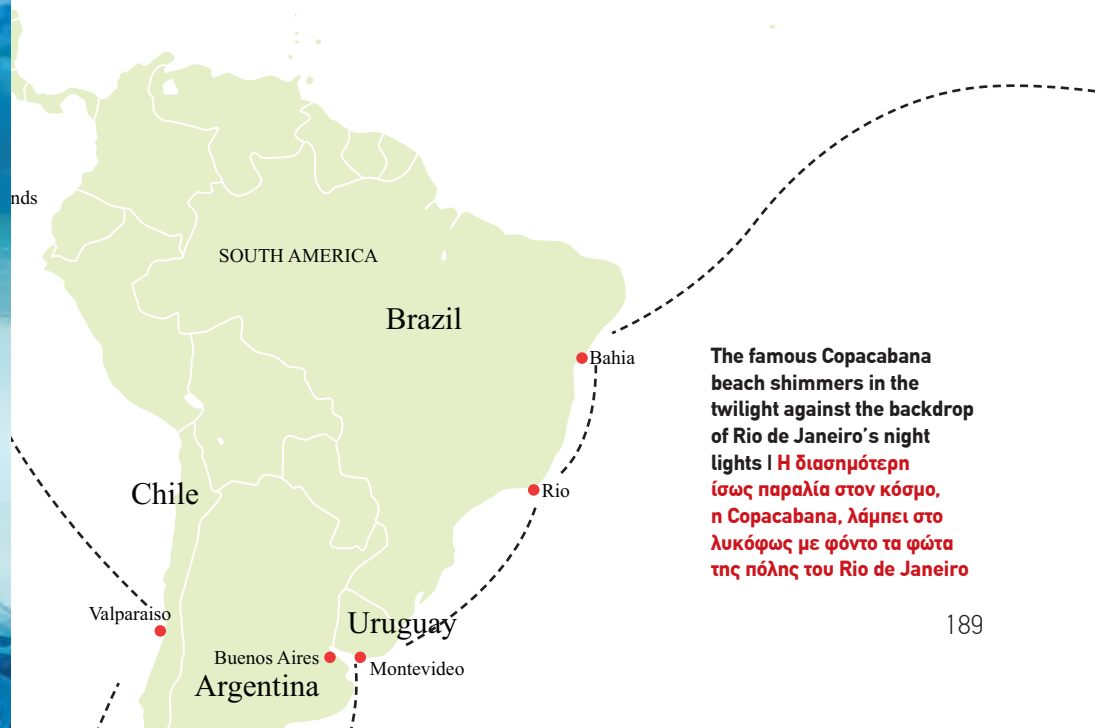 nds
SOUTH AMERICA
Brazil
Bahia
Rio
Chile
Valparaiso
Uruguay
Buenos Aires
Montevideo
Argentina
The famous Copacabana
beach shimmers in the
twilight against the backdrop
of Rio de Janeiro's night
lights | Η διασημότερη
ίσως παραλία στον κόσμο,
η Copacabana, λάμπει στο
λυκόφως με φόντο τα φώτα
της πόλης του Rio de Janeiro
189